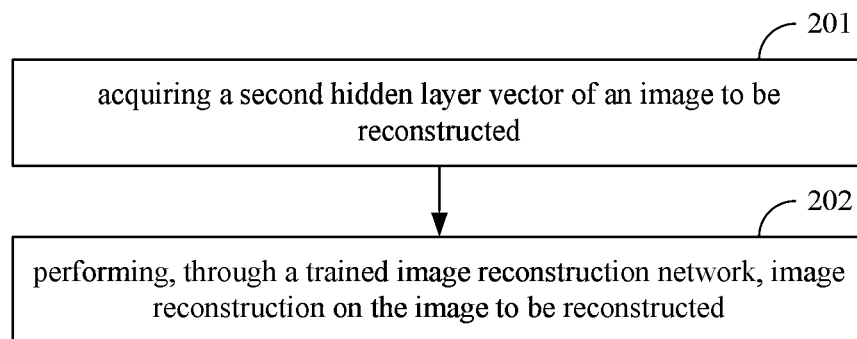 201
acquiring a second hidden layer vector of an image to be
reconstructed
202
performing, through a trained image reconstruction network, image
reconstruction on the image to be reconstructed